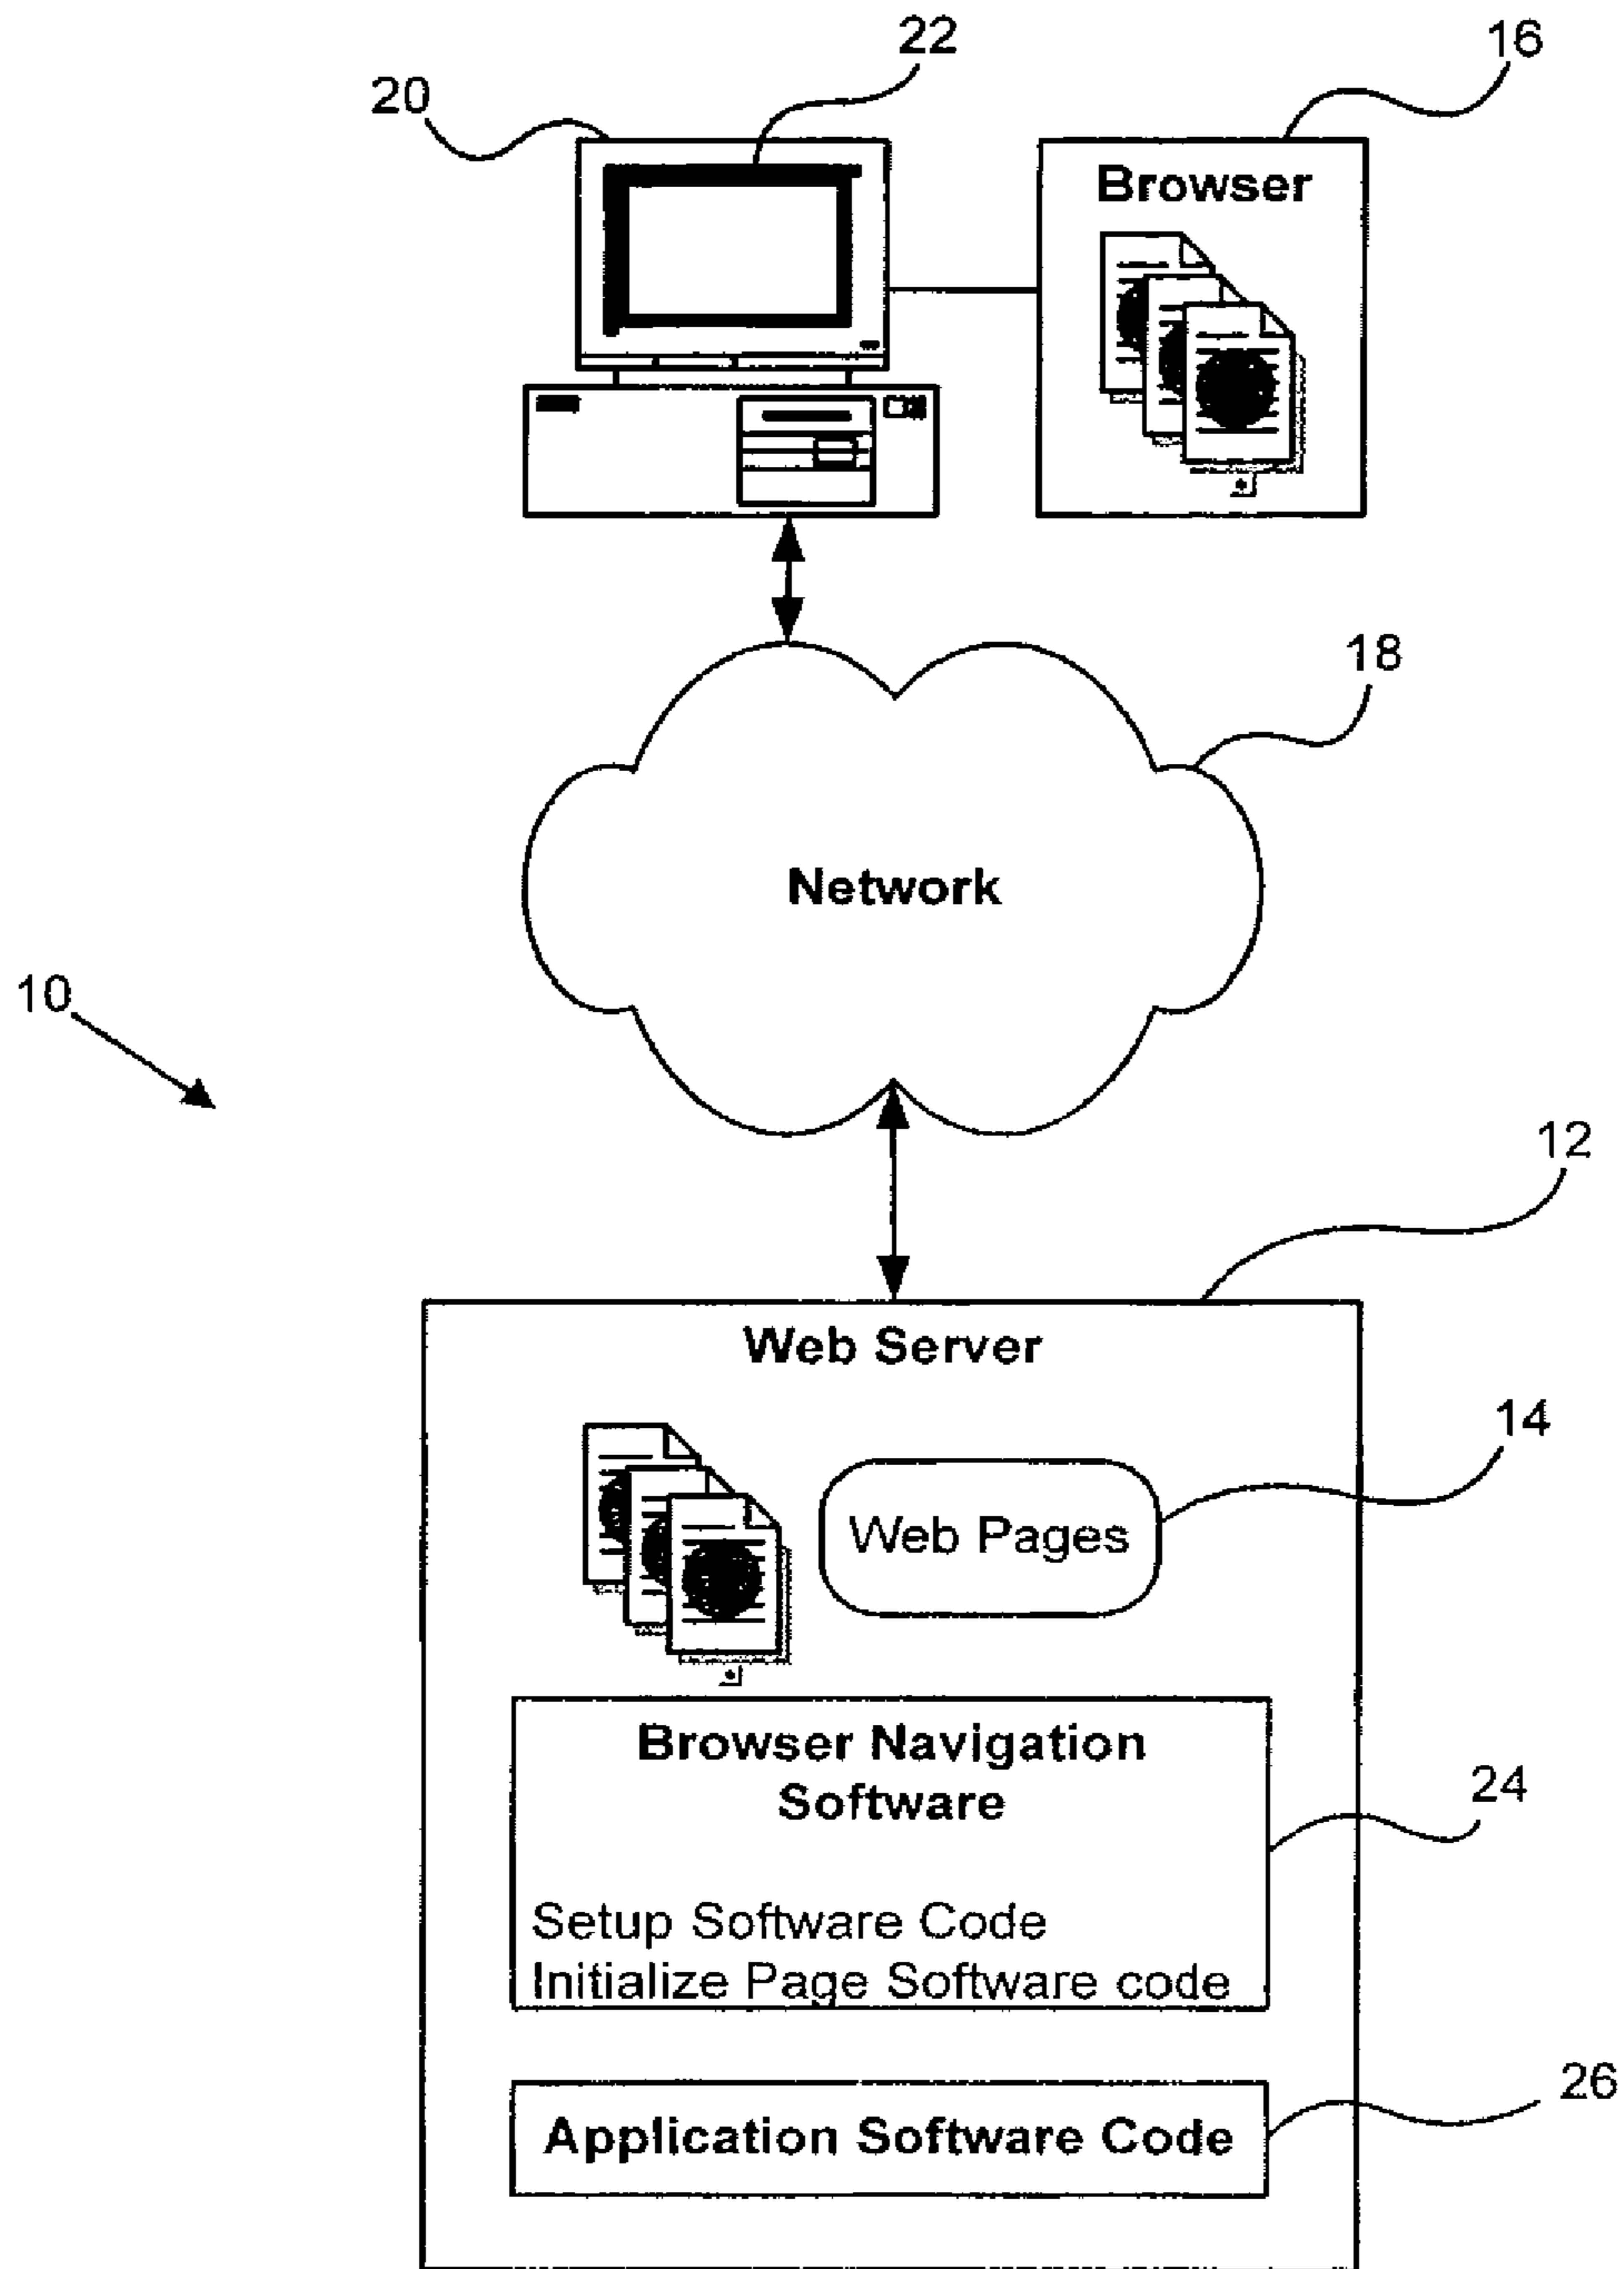 22
16
20
Browser
18
Network
10
12
Web Server
14
Web Pages
Browser Navigation
Software
24
Setup Software Code
Initialize Page Software code
26
Application Software Code